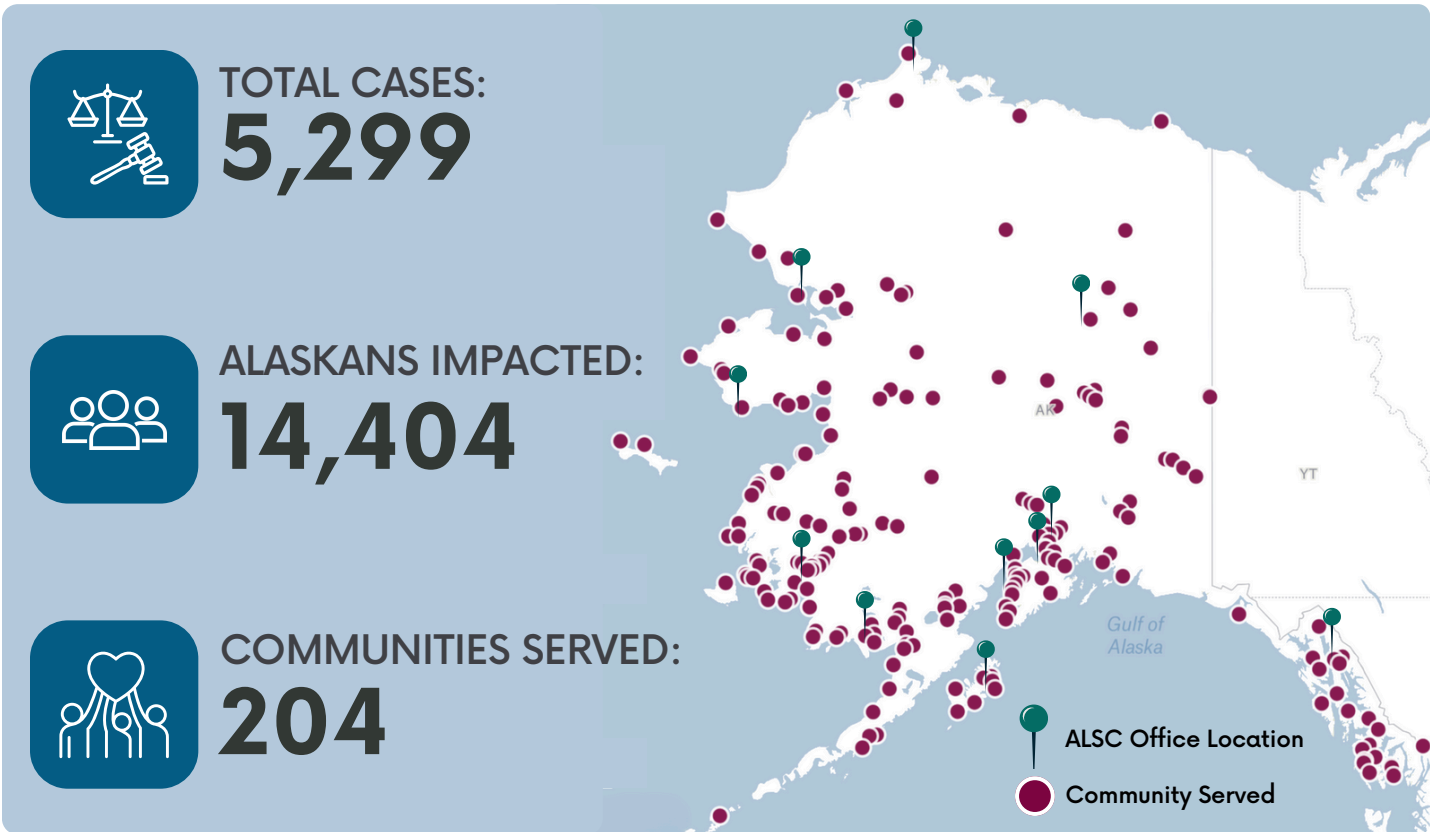 TOTAL CASES:
5,299
ALASKANS IMPACTED:
14,404
COMMUNITIES SERVED:
204
AK
YT
Gulf of
Alaska
ALSC Office Location
Community Served